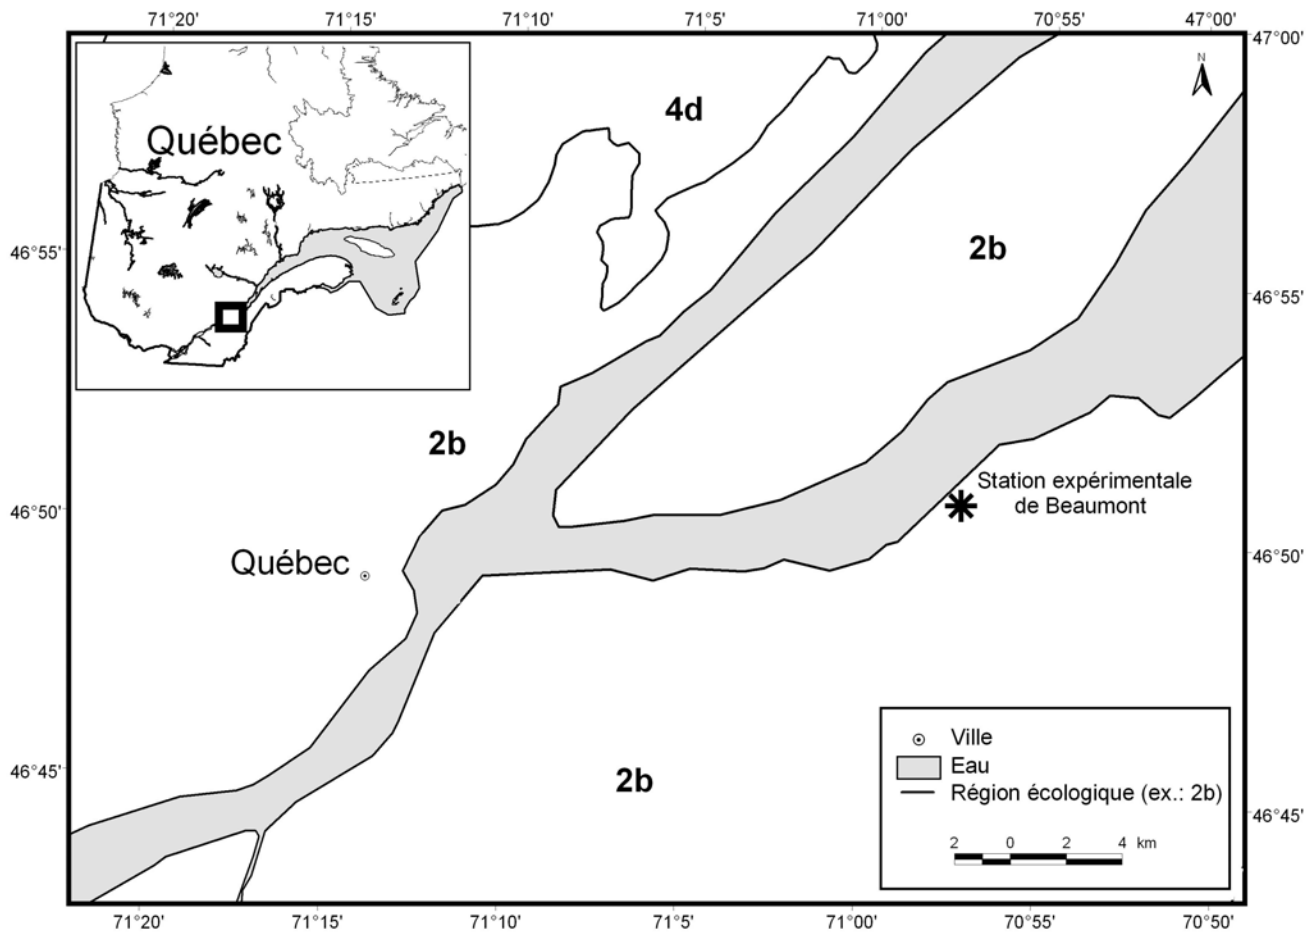 71°20' 71°15' 71°10' 71°5' 71°00' 70°55' 47°00'
47°00'
N
Québec
4d
46°55'
2b
46°55'
2b
Station expérimentale
de Beaumont
46°50'
46°50'
Québec
Ville
Eau
Région écologique (ex.: 2b)
2 0 2 4 km
46°45'
2b
46°45'
71°20' 71°15' 71°10' 71°5' 71°00' 70°55' 70°50'